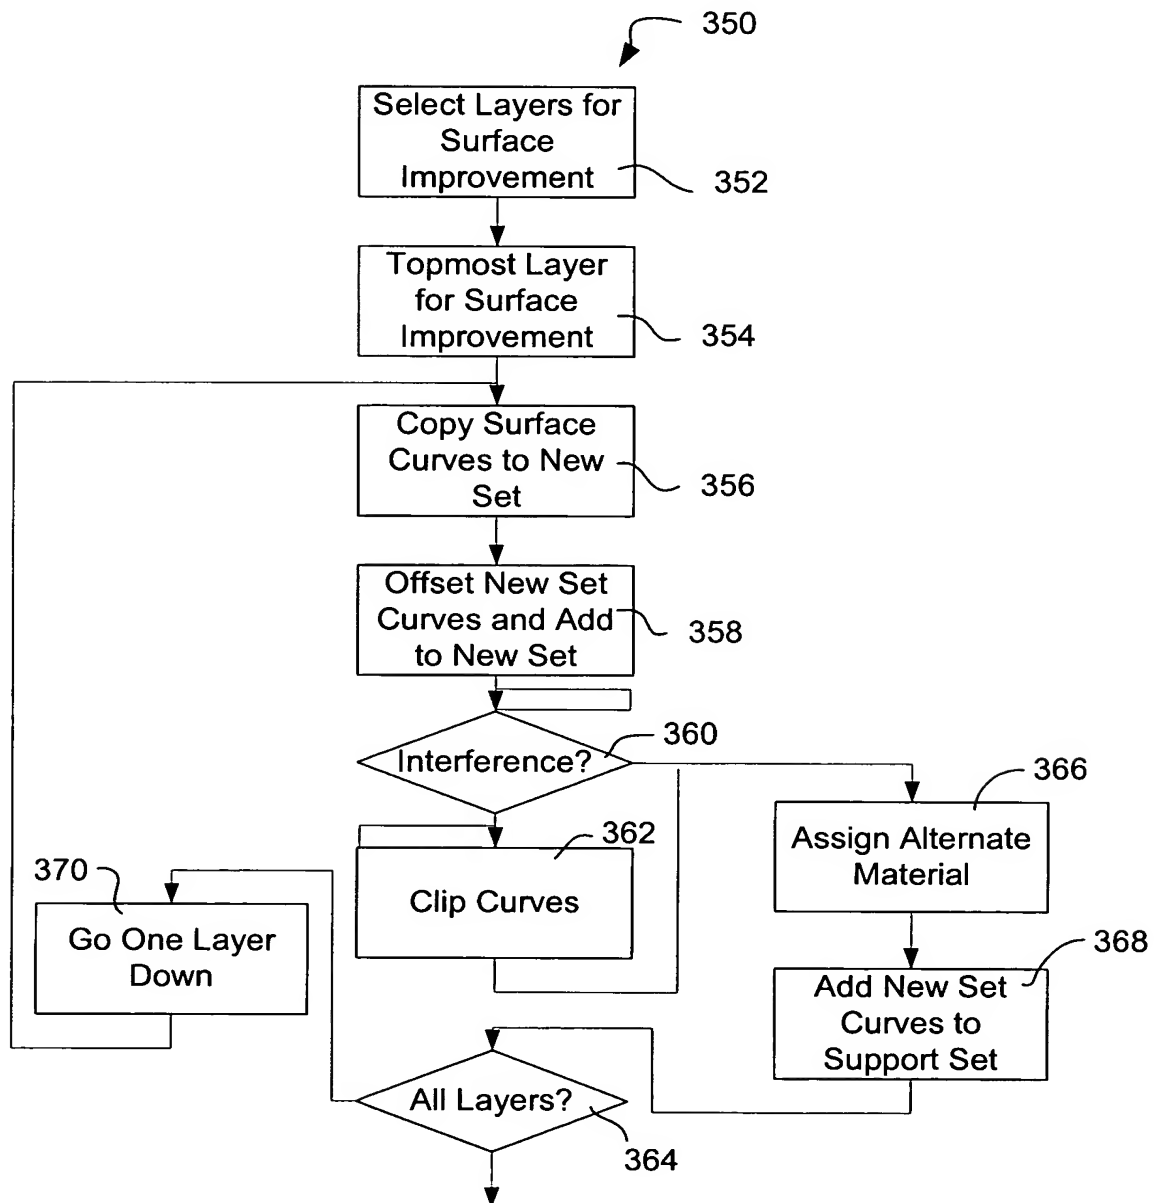 350
Select Layers for
Surface
Improvement
352
Topmost Layer
for Surface
Improvement
354
Copy Surface
Curves to New
Set
356
Offset New Set
Curves and Add
to New Set
358
Interference?
360
362
Clip Curves
366
Assign Alternate
Material
370
Go One Layer
Down
368
Add New Set
Curves to
Support Set
All Layers?
364